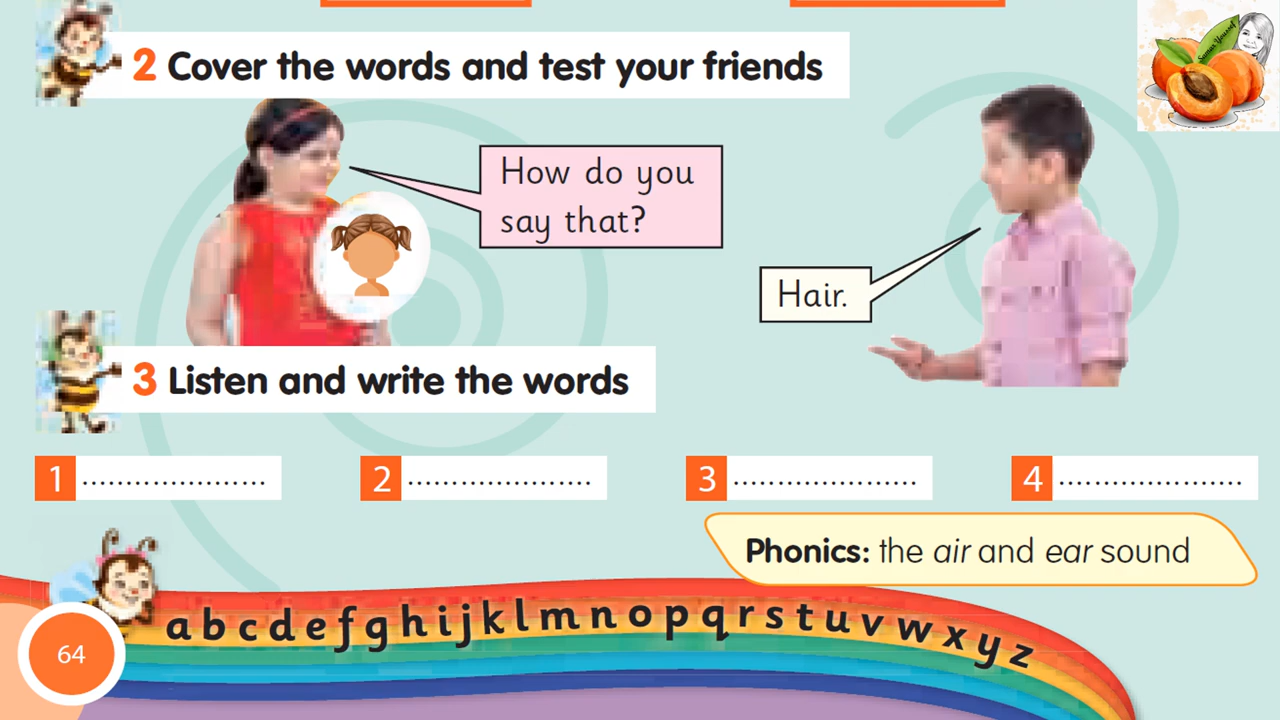 2 Cover the words and test your friends
How do you
say that?
Hair.
3 Listen and write the words
1 ......................
2 ......................
3 ......................
4 ......................
Phonics: the air and ear sound
a b c d e f g h i j k l m n o p q r s t u v w x y z
64